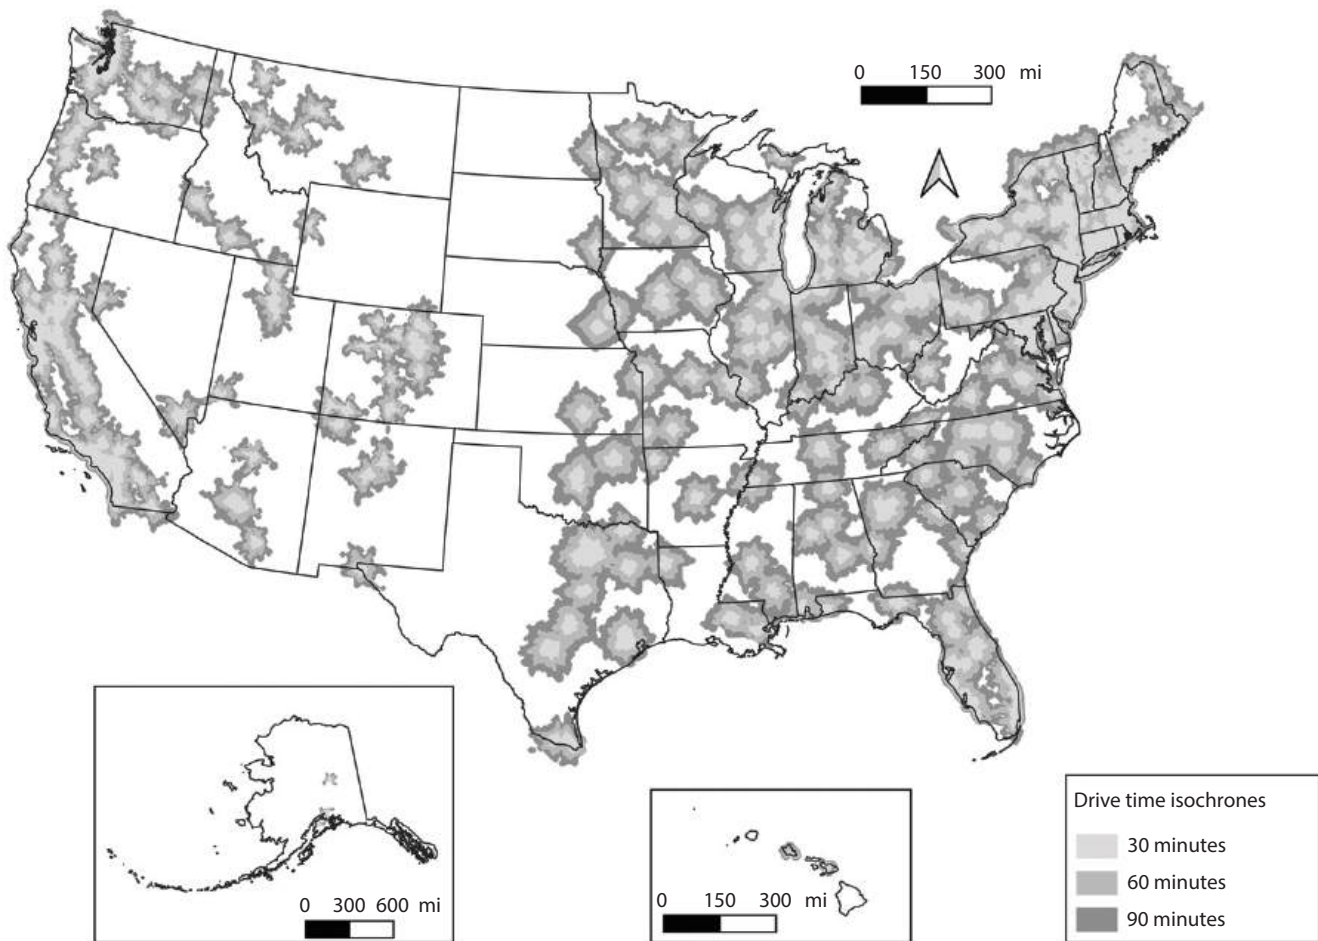 0 150 300 mi
0 300 600 mi
0 150 300 mi
Drive time isochrones
30 minutes
60 minutes
90 minutes